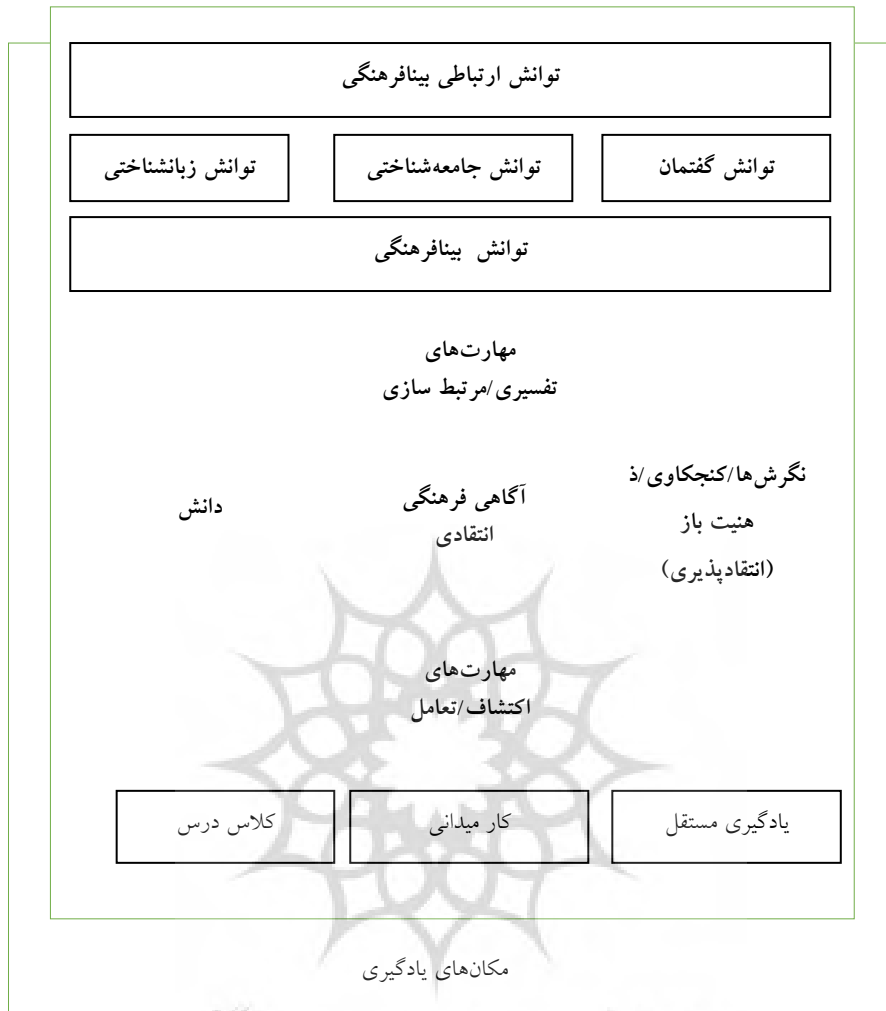 توانش ارتباطی بینافرهنگی
توانش گفتمان
توانش جامعه‌شناختی
توانش زبانشناختی
توانش بینافرهنگی
مهارت‌های
تفسیری/مرتبط سازی
نگرش‌ها/کنجکاوی/ذ
هنیت باز
(انتقادپذیری)
آگاهی فرهنگی
انتقادی
دانش
مهارت‌های
اکتشاف/تعامل
یادگیری مستقل
کار میدانی
کلاس درس
مکان‌های یادگیری